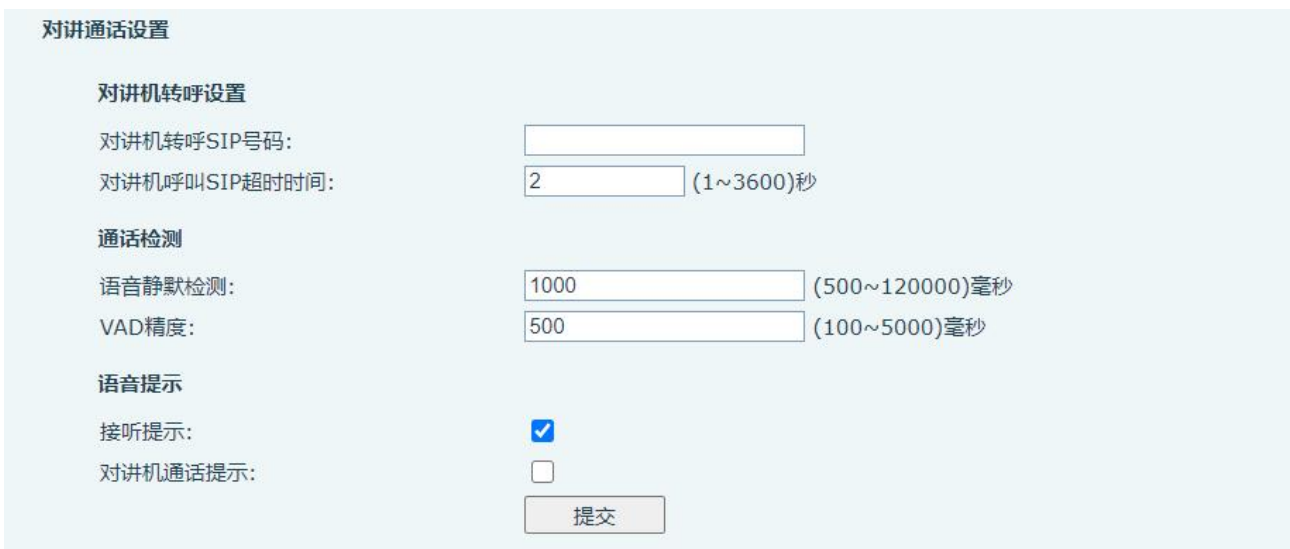 对讲通话设置
对讲机转呼设置
对讲机转呼SIP号码:
对讲机呼叫SIP超时时间: 2 (1~3600)秒
通话检测
语音静默检测: 1000 (500~120000)毫秒
VAD精度: 500 (100~5000)毫秒
语音提示
接听提示:
对讲机通话提示:
提交